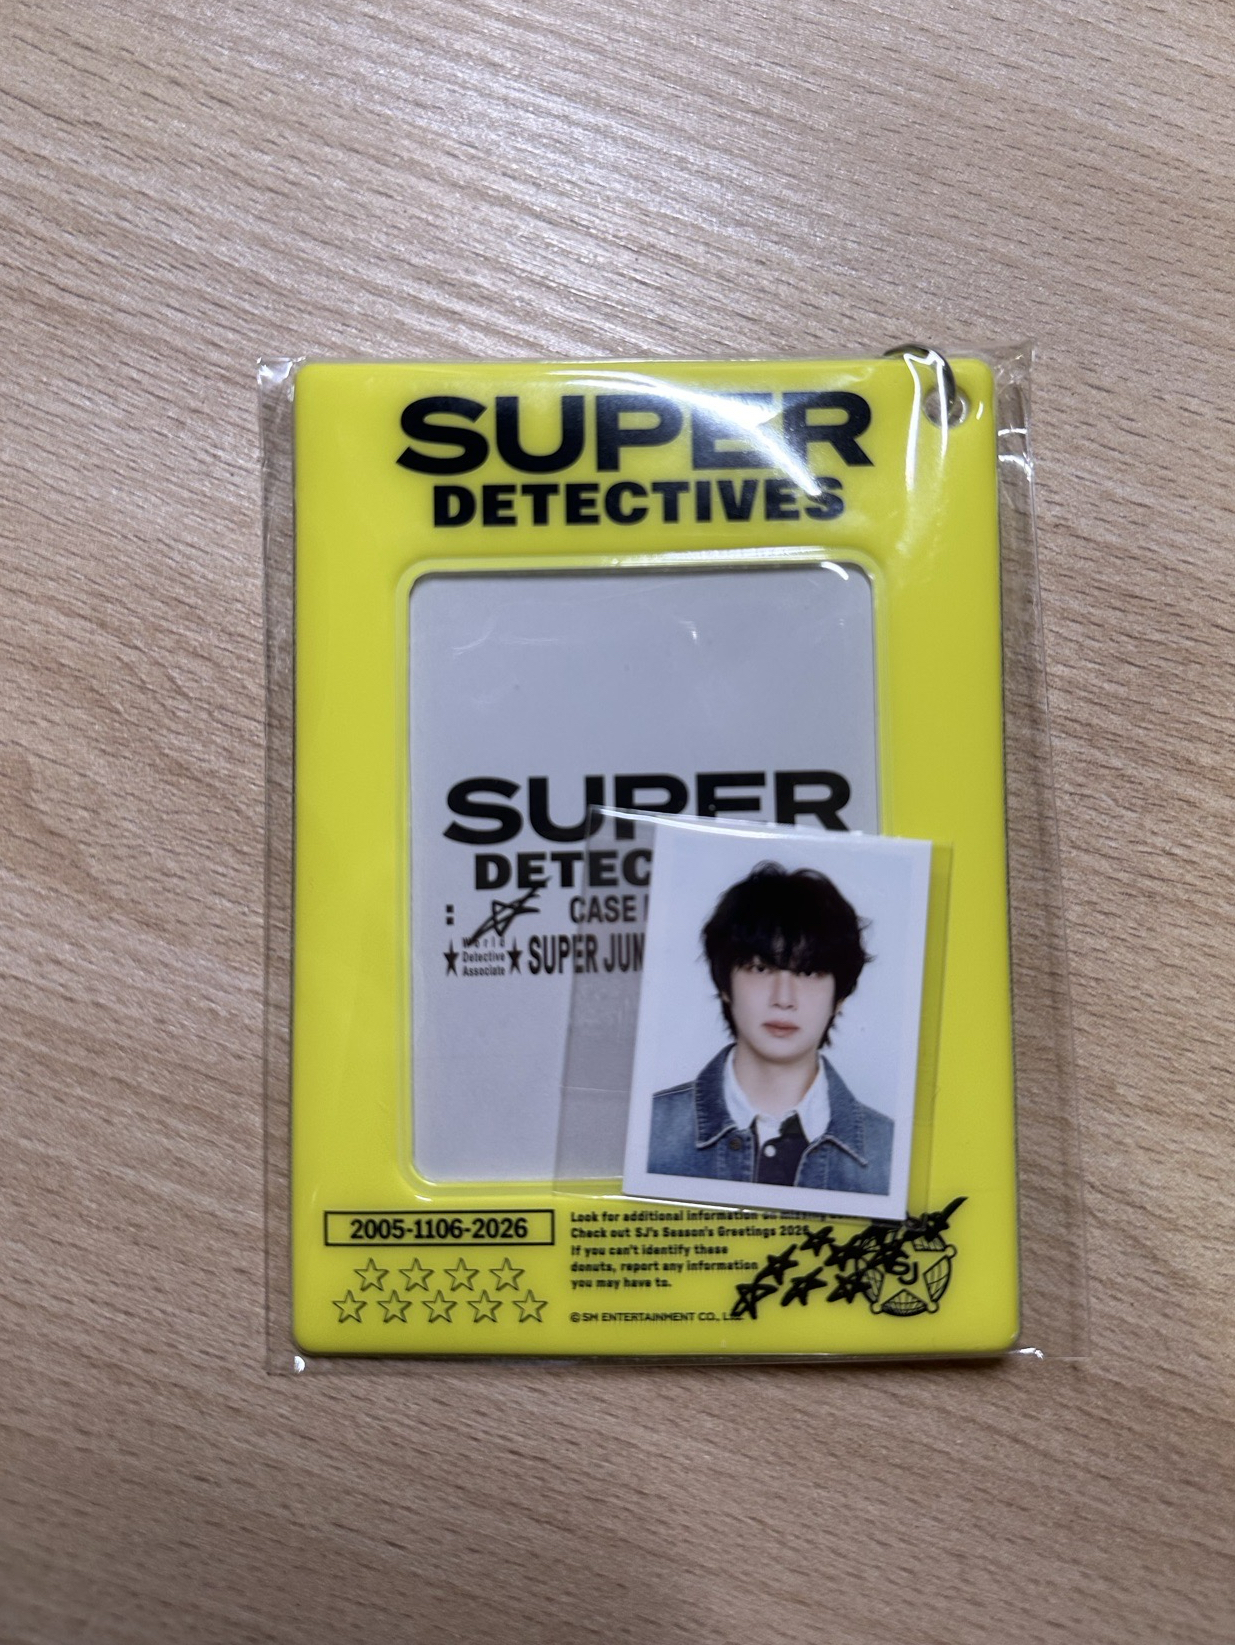 SUPER
DETECTIVES
SUPER
DETEC
: CASE
World
Detective
Associate
SUPER JUN
2005-1106-2026
Look for additional information on
Check out SJ's Season's Greetings 2026
If you can't identify these
donuts, report any information
you may have to.
© SM ENTERTAINMENT CO., L
SJ